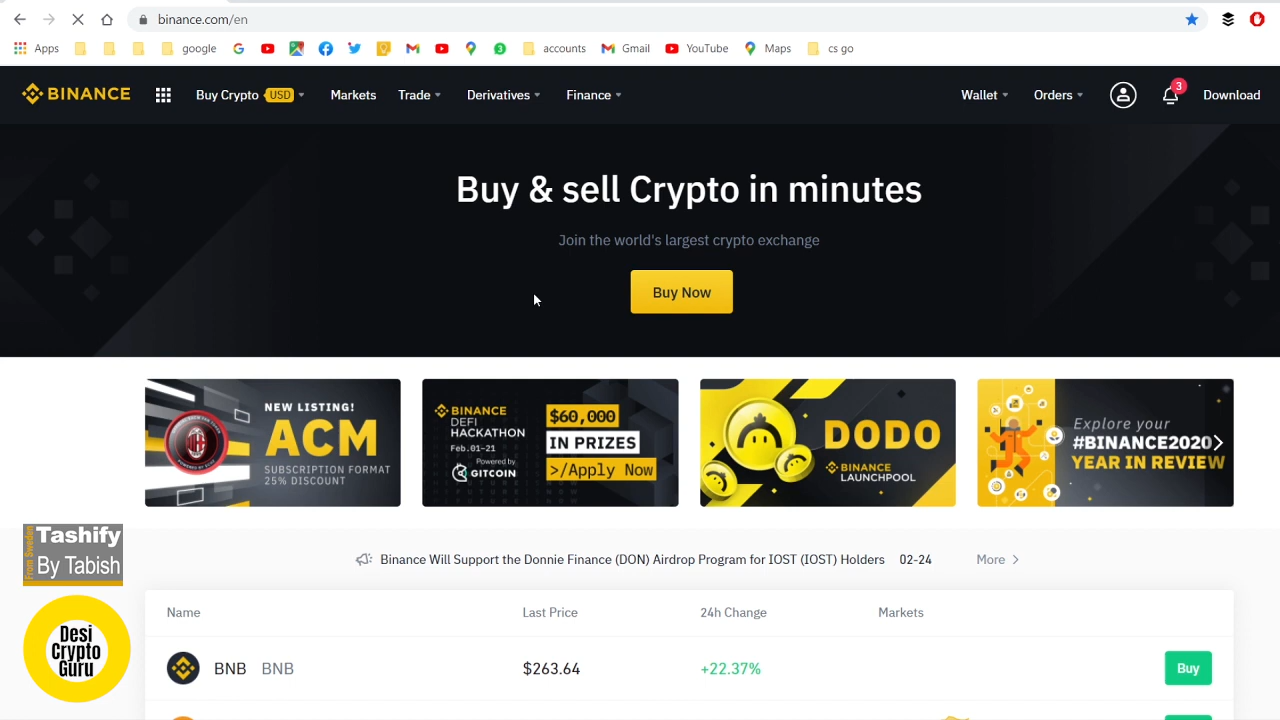 binance.com/en
Apps google accounts Gmail YouTube Maps cs go
3
BINANCE Buy Crypto USD Markets Trade Derivatives Finance Wallet Orders 3 Download
Buy & sell Crypto in minutes
Join the world's largest crypto exchange
Buy Now
NEW LISTING!
ACM
SUBSCRIPTION FORMAT
25% DISCOUNT
BINANCE
DEFI
HACKATHON
Feb.01~21
Powered by
GITCOIN
$60,000
IN PRIZES
>/Apply Now
DODO
BINANCE
LAUNCHPOOL
Explore your
#BINANCE2020
YEAR IN REVIEW
From Sweden
Tashify
By Tabish
Binance Will Support the Donnie Finance (DON) Airdrop Program for IOST (IOST) Holders 02-24 More
Desi
Crypto
Guru
Name Last Price 24h Change Markets
BNB BNB $263.64 +22.37% Buy